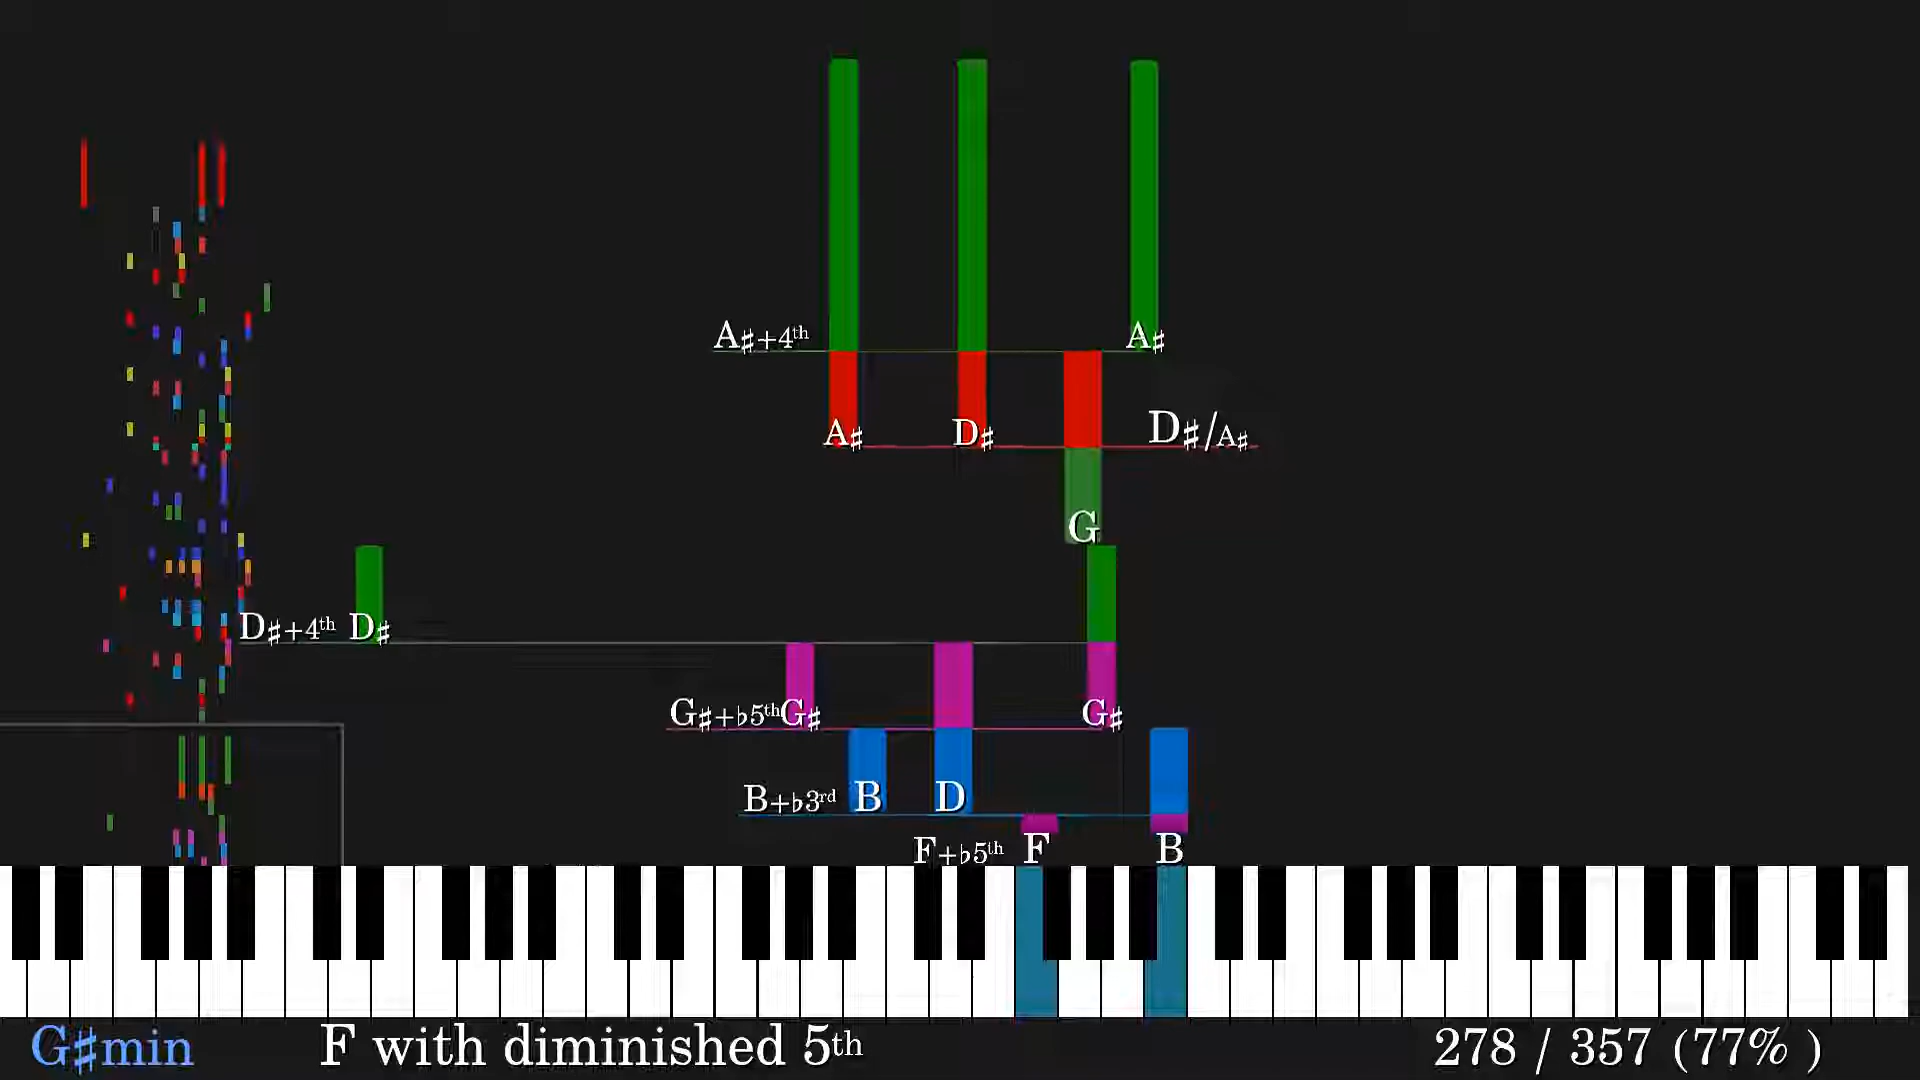 A♯+4th A♯
A♯ D♯ D♯/A♯
G
D♯+4th D♯
G♯+♭5th G♯ G♯
B+♭3rd B D
F+♭5th F B
G♯min F with diminished 5th 278 / 357 (77% )